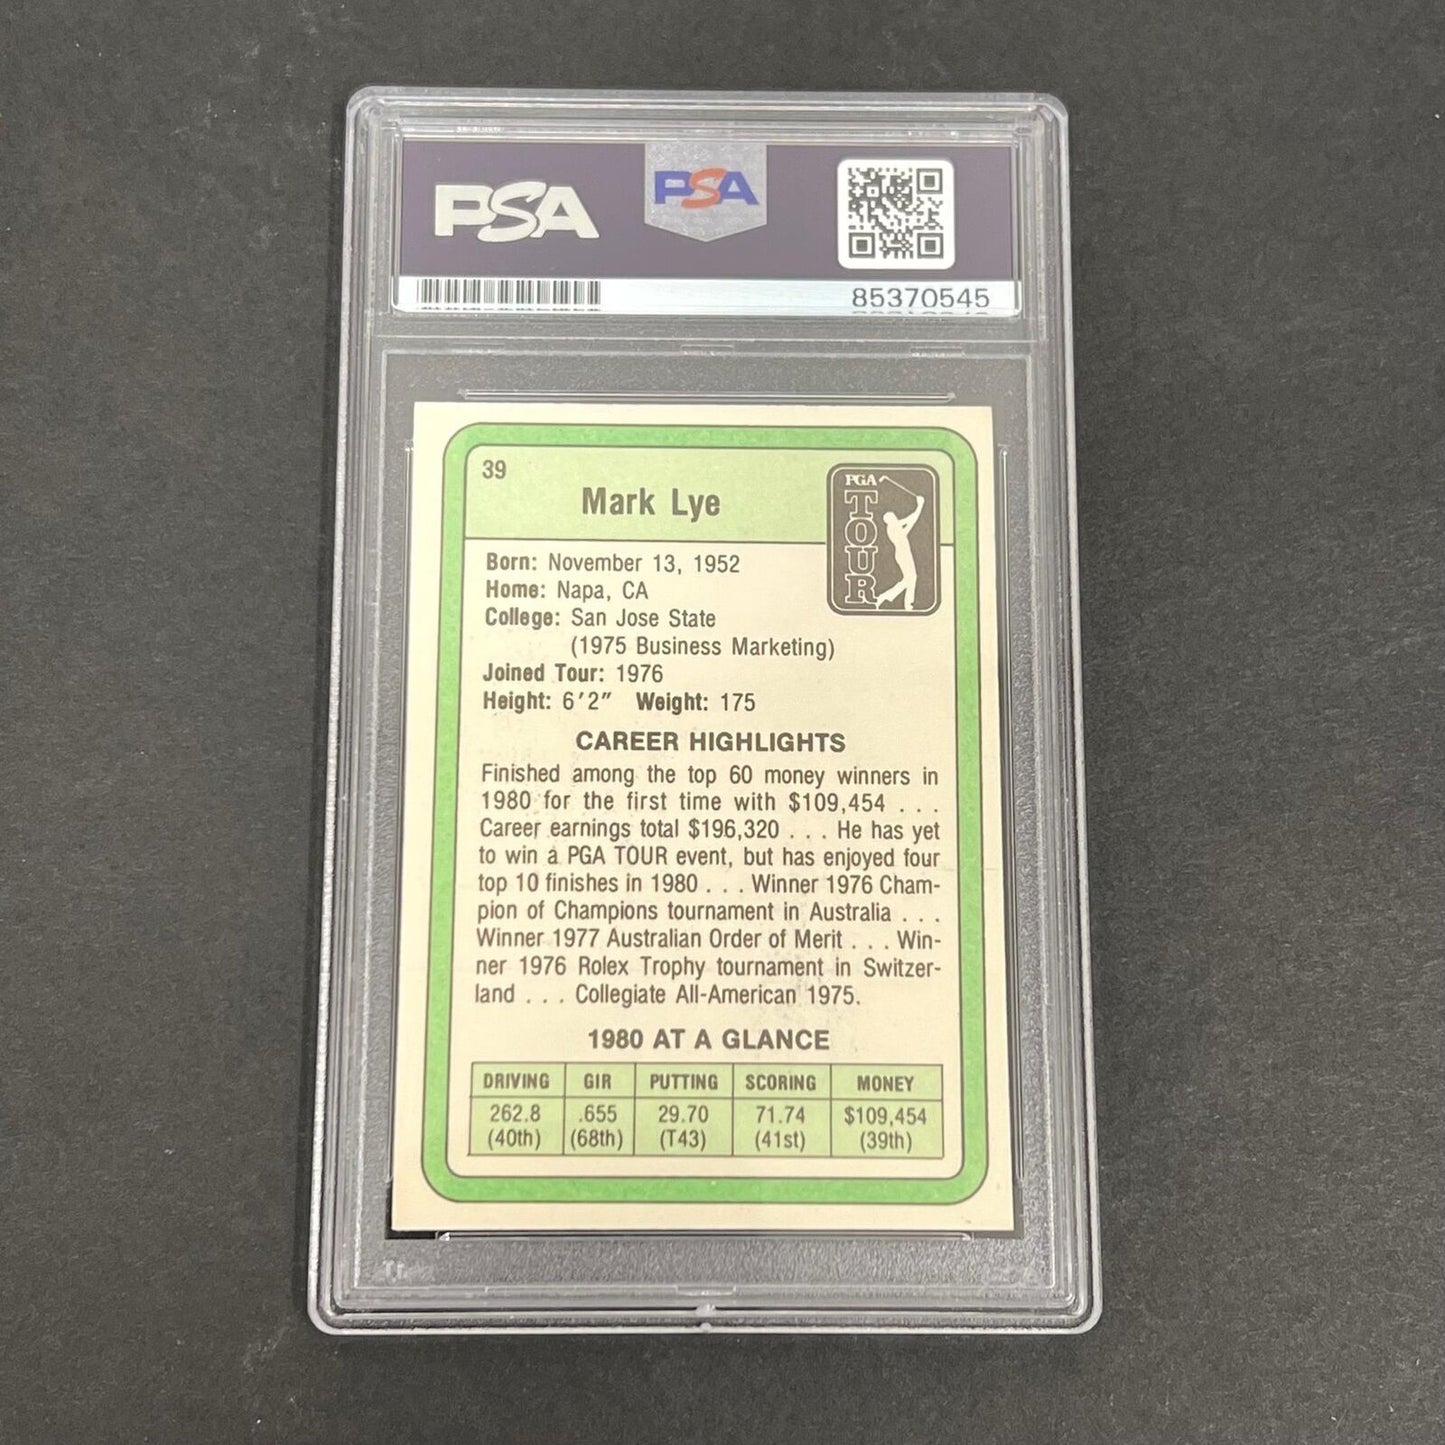 PSA
PSA
85370545
39
Mark Lye
PGA
TOUR
Born: November 13, 1952
Home: Napa, CA
College: San Jose State
(1975 Business Marketing)
Joined Tour: 1976
Height: 6'2" Weight: 175
CAREER HIGHLIGHTS
Finished among the top 60 money winners in
1980 for the first time with $109,454 . . .
Career earnings total $196,320 . . . He has yet
to win a PGA TOUR event, but has enjoyed four
top 10 finishes in 1980 . . . Winner 1976 Cham-
pion of Champions tournament in Australia . . .
Winner 1977 Australian Order of Merit . . . Win-
ner 1976 Rolex Trophy tournament in Switzer-
land . . . Collegiate All-American 1975.
1980 AT A GLANCE
DRIVING GIR PUTTING SCORING MONEY
262.8 .655 29.70 71.74 $109,454
(40th) (68th) (T43) (41st) (39th)